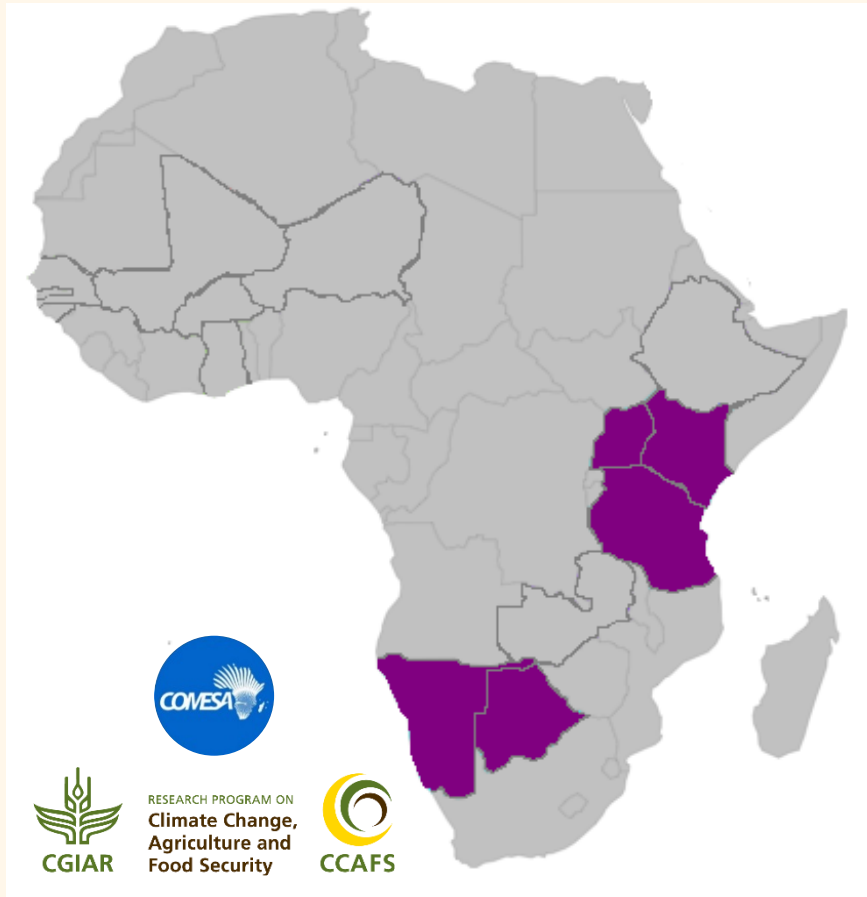 COMESA
RESEARCH PROGRAM ON
Climate Change,
Agriculture and
Food Security
CGIAR
CCAFS